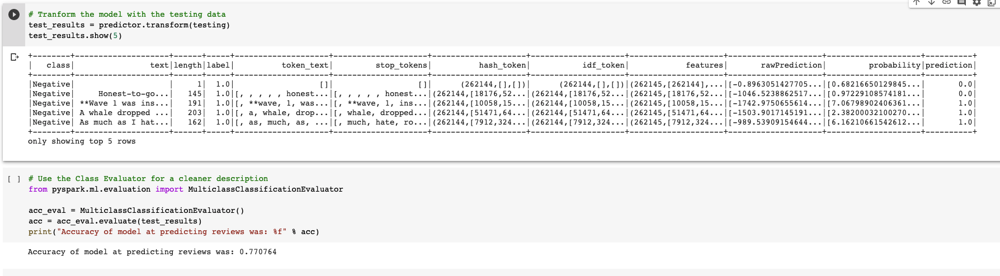 # Tranform the model with the testing data
test_results = predictor.transform(testing)
test_results.show(5)
+--------+--------------------+------+-----+--------------------+--------------------+--------------------+--------------------+--------------------+--------------------+--------------------+----------+
|   class|                text|length|label|          token_text|         stop_tokens|          hash_token|           idf_token|            features|       rawPrediction|         probability|prediction|
+--------+--------------------+------+-----+--------------------+--------------------+--------------------+--------------------+--------------------+--------------------+--------------------+----------+
|Negative|                    |     1|  1.0|                  []|                  []|      (262144,[],[])|      (262144,[],[])|(262145,[262144],...|[-0.8963051427705...|[0.68216650129845...|       0.0|
|Negative|     Honest-to-go...|   145|  1.0|[, , , , , honest...|[, , , , , honest...|(262144,[18176,52...|(262144,[18176,52...|(262145,[18176,52...|[-1046.5238862517...|[0.97229108574181...|       0.0|
|Negative| **Wave 1 was ins...|   191|  1.0|[, **wave, 1, was...|[, **wave, 1, ins...|(262144,[10058,15...|(262144,[10058,15...|(262145,[10058,15...|[-1742.9750655614...|[7.06798902406361...|       1.0|
|Negative| A whale dropped ...|   203|  1.0|[, a, whale, drop...|[, whale, dropped...|(262144,[51471,64...|(262144,[51471,64...|(262145,[51471,64...|[-1503.9017145191...|[2.38200032100270...|       1.0|
|Negative| As much as I hat...|   162|  1.0|[, as, much, as, ...|[, much, hate, ro...|(262144,[7912,324...|(262144,[7912,324...|(262145,[7912,324...|[-989.53909154644...|[6.16210661542612...|       1.0|
+--------+--------------------+------+-----+--------------------+--------------------+--------------------+--------------------+--------------------+--------------------+--------------------+----------+
only showing top 5 rows
[ ] # Use the Class Evaluator for a cleaner description
from pyspark.ml.evaluation import MulticlassClassificationEvaluator
acc_eval = MulticlassClassificationEvaluator()
acc = acc_eval.evaluate(test_results)
print("Accuracy of model at predicting reviews was: %f" % acc)
Accuracy of model at predicting reviews was: 0.770764